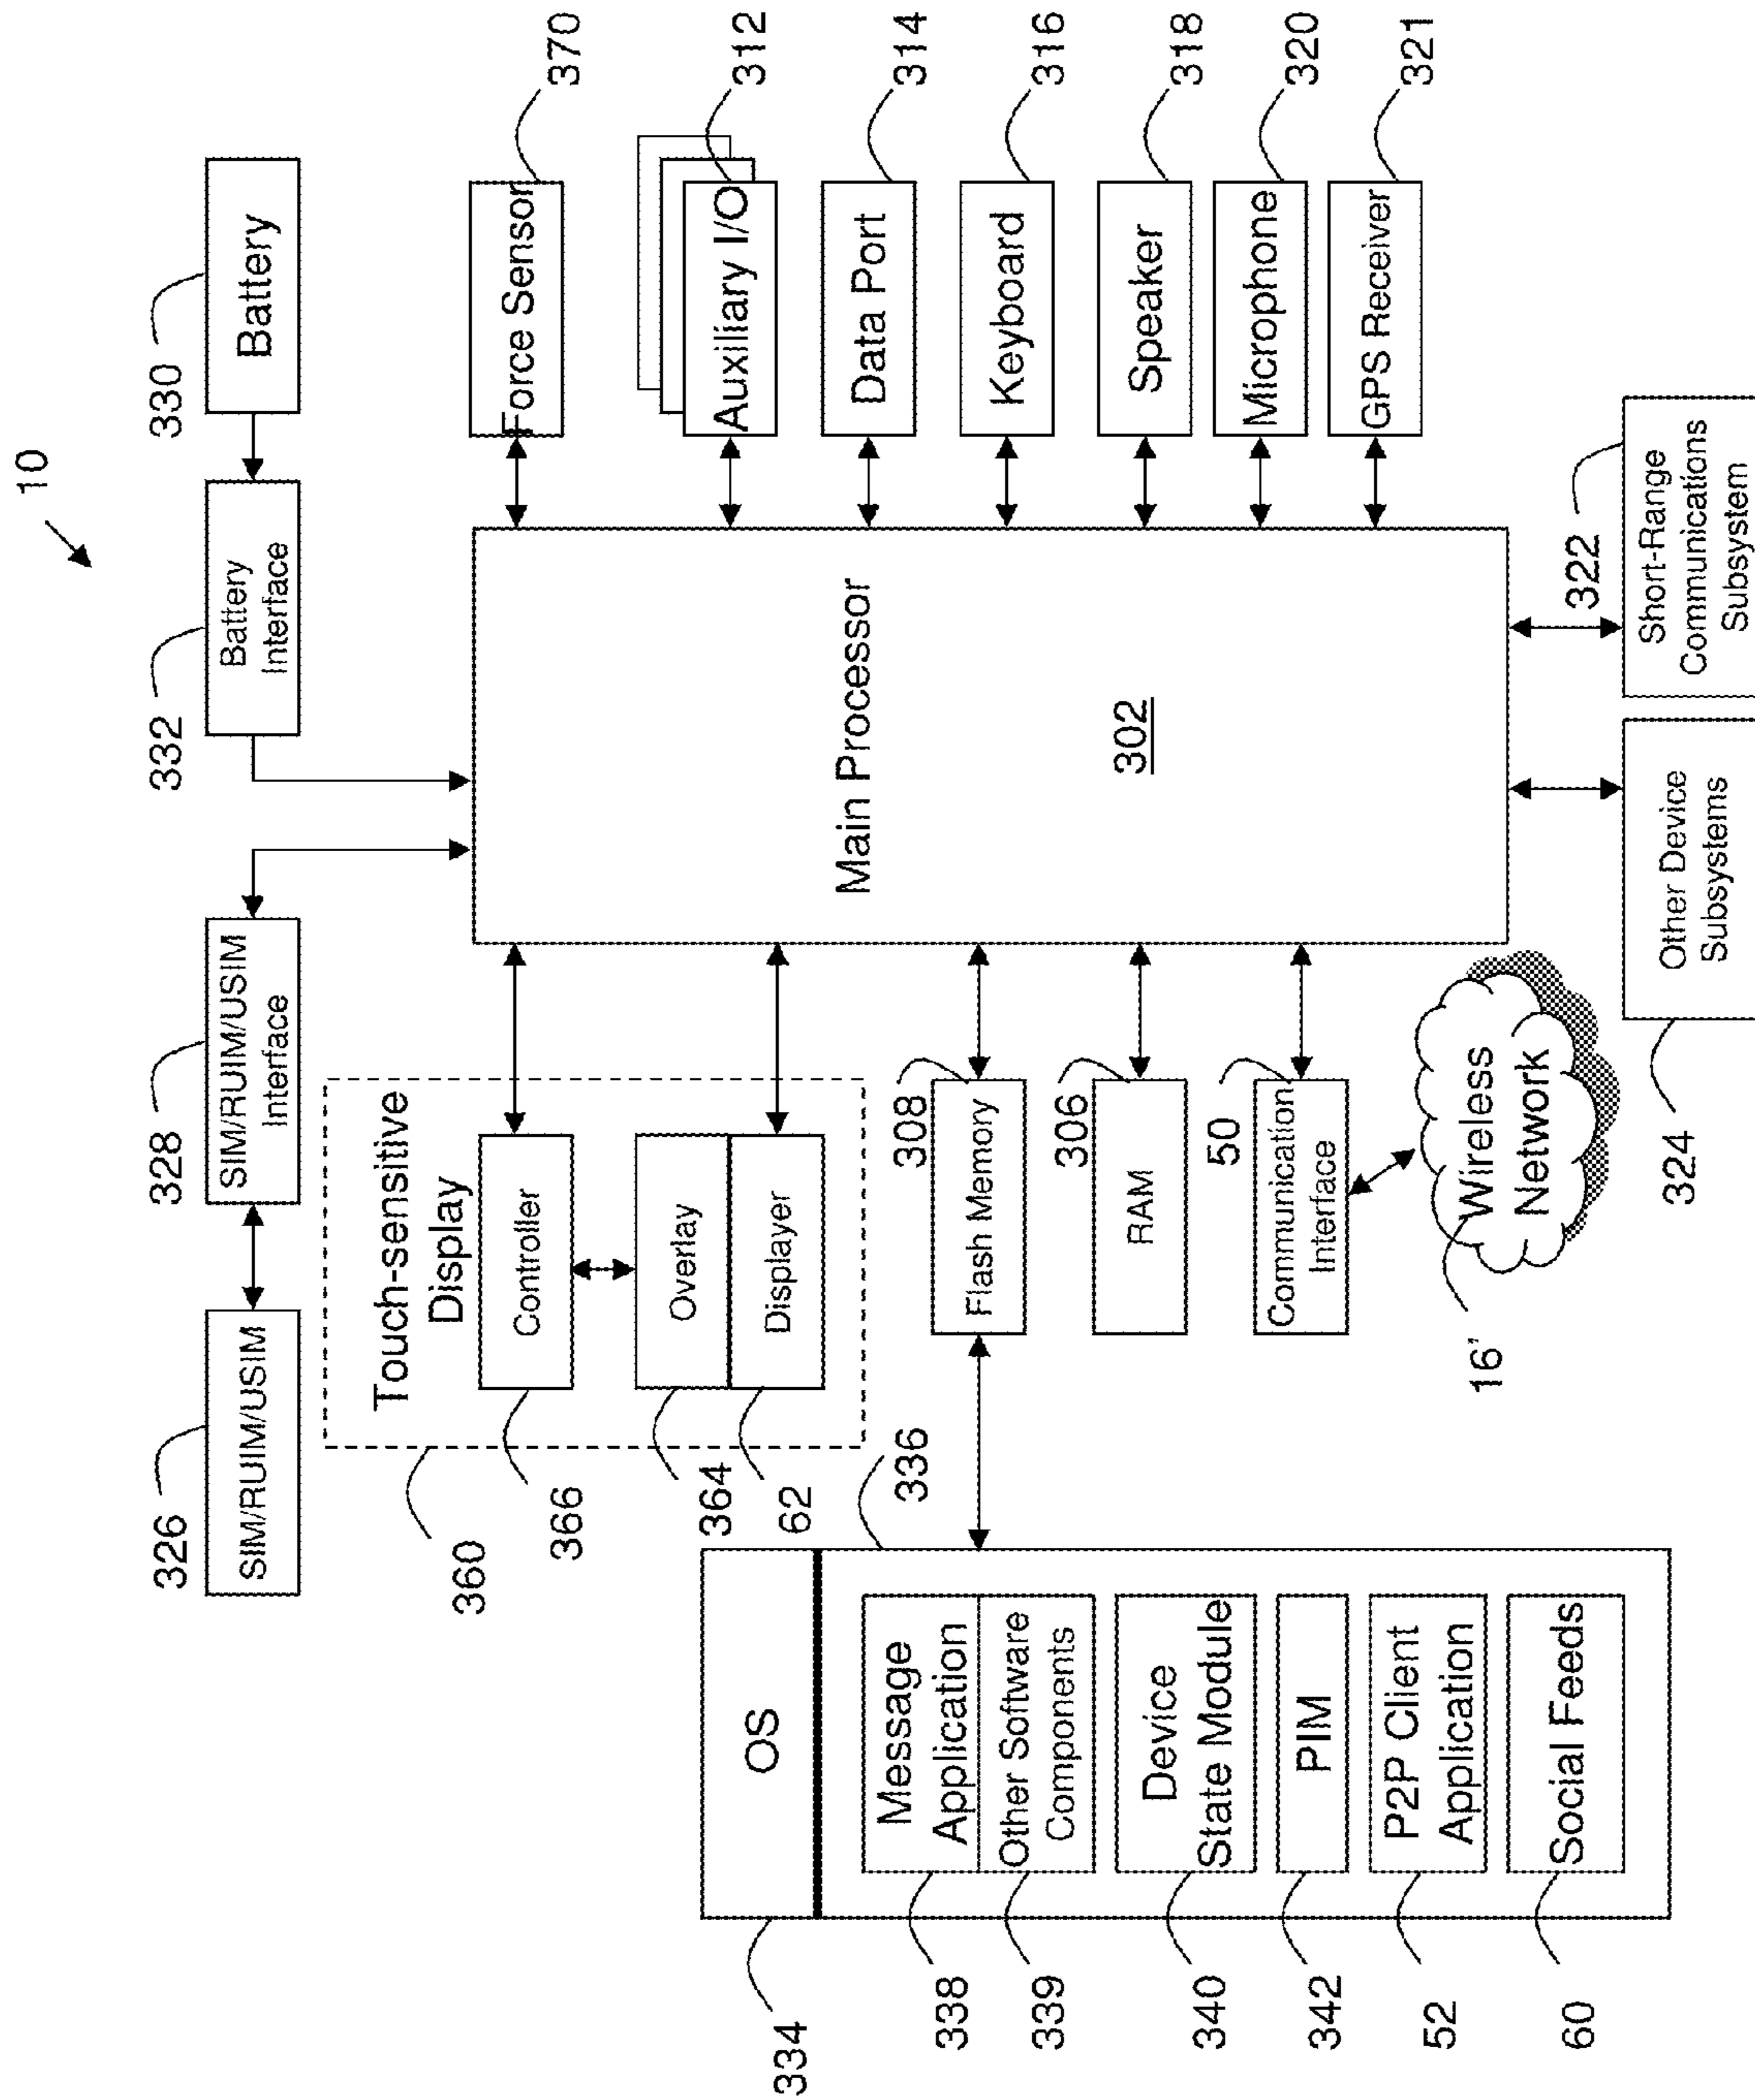 10
326
SIM/RUIM/USIM
328
SIM/RUIM/USIM
Interface
332
Battery
Interface
330
Battery
360
Touch-sensitive
Display
366
Controller
364
Overlay
62
Displayer
Main Processor
302
Force Sensor
370
Auxiliary I/O
312
Data Port
314
Keyboard
316
Speaker
318
Microphone
320
GPS Receiver
321
308
Flash Memory
306
RAM
50
Communication
Interface
16'
Wireless
Network
334
OS
336
338
Message
Application
339
Other Software
Components
340
Device
State Module
342
PIM
52
P2P Client
Application
60
Social Feeds
324
Other Device
Subsystems
322
Short-Range
Communications
Subsystem